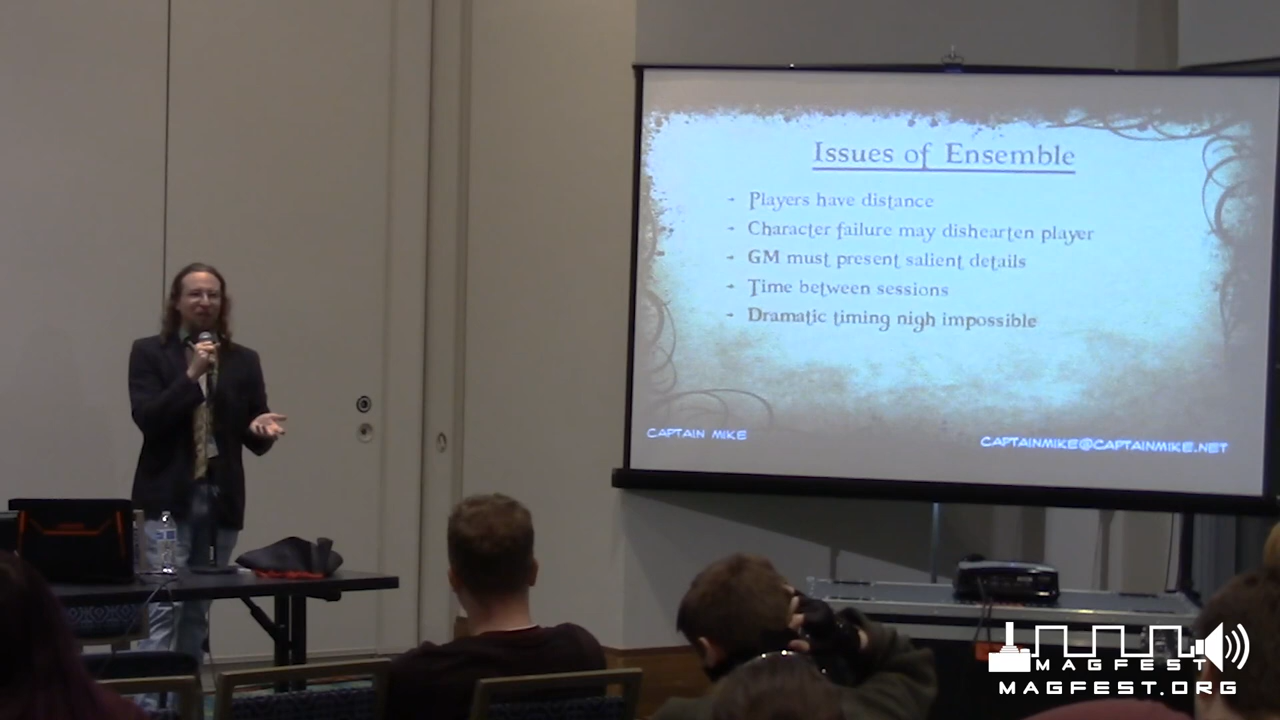 Issues of Ensemble
- Players have distance
- Character failure may dishearten player
- GM must present salient details
- Time between sessions
- Dramatic timing nigh impossible
CAPTAIN MIKE
CAPTAINMIKE@CAPTAINMIKE.NET
MAGFEST
MAGFEST.ORG